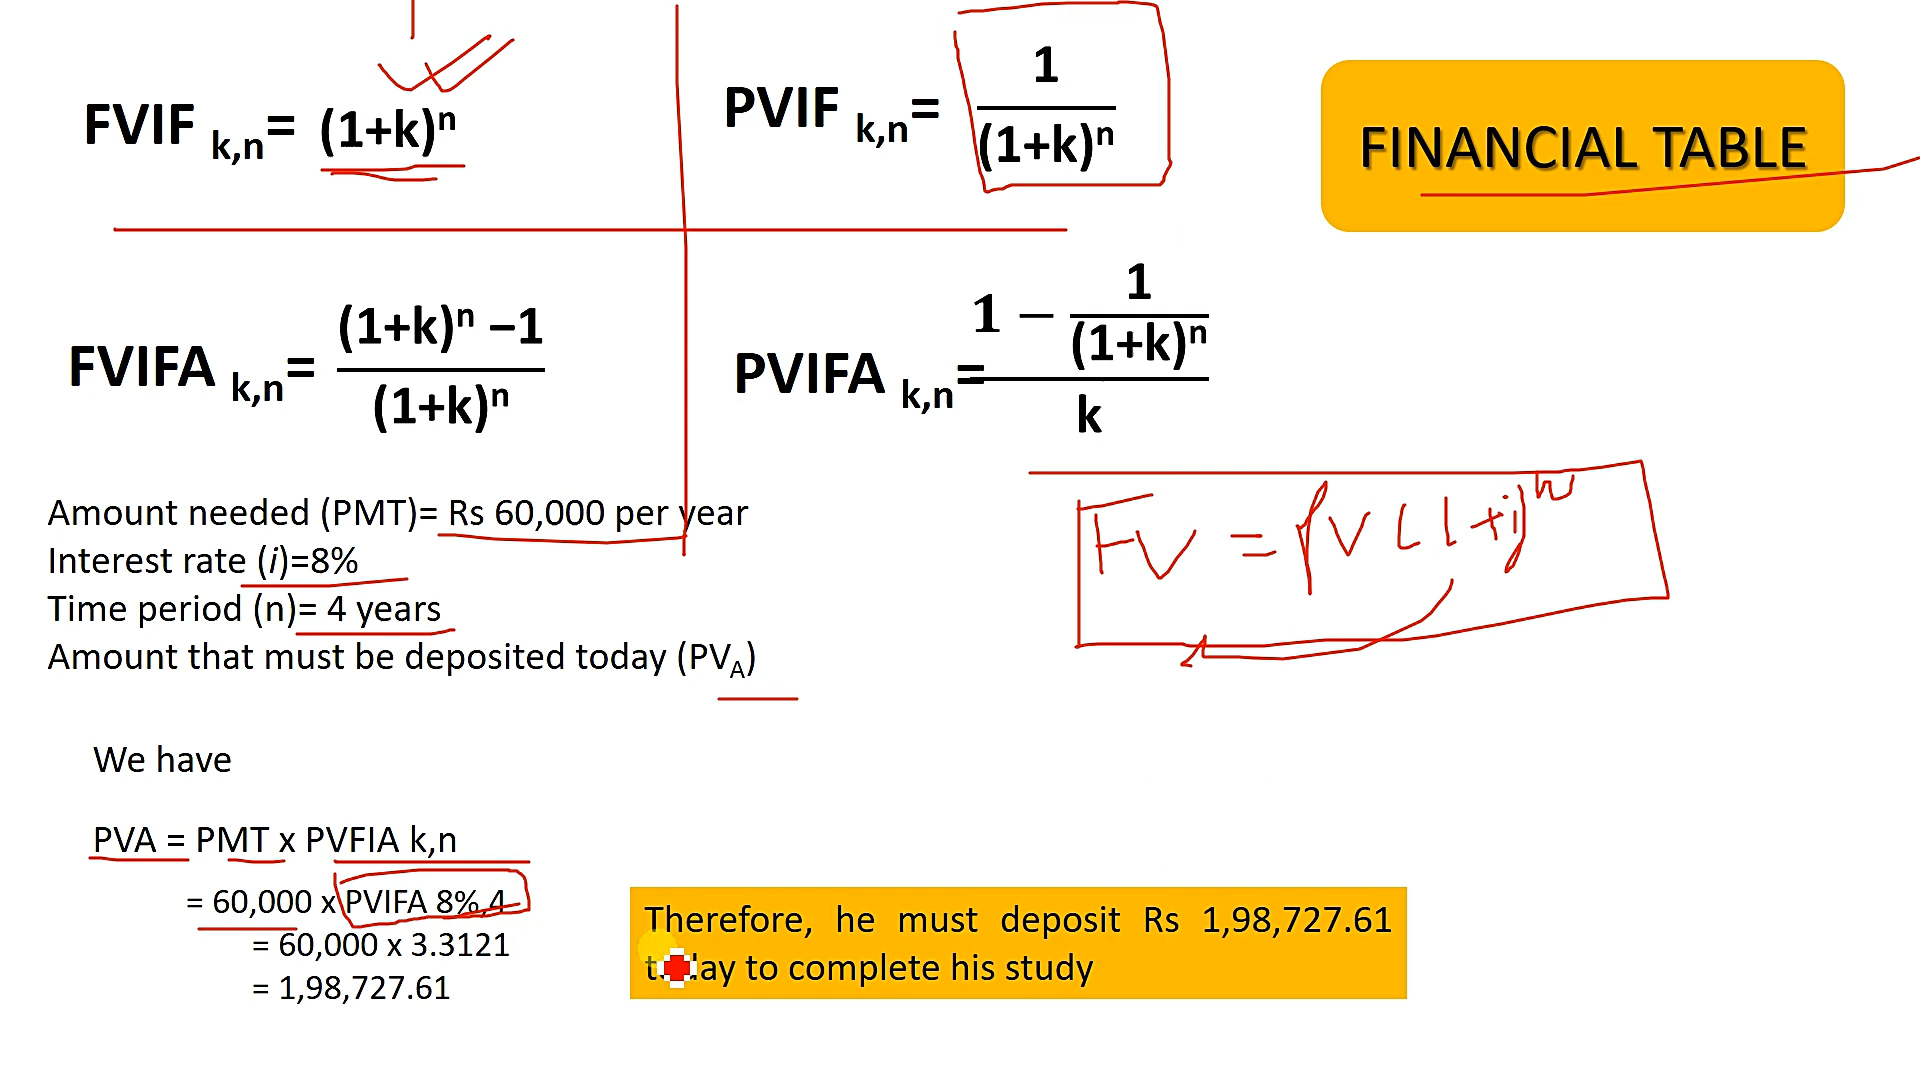 FVIF k,n= (1+k)ⁿ
PVIF k,n= 1
(1+k)ⁿ
FINANCIAL TABLE
FVIFA k,n= (1+k)ⁿ –1
(1+k)ⁿ
PVIFA k,n= 1 – 1
(1+k)ⁿ
k
FV = PV(1+i)ⁿ
Amount needed (PMT)= Rs 60,000 per year
Interest rate (i)=8%
Time period (n)= 4 years
Amount that must be deposited today (PVA)
We have
PVA = PMT x PVFIA k,n
= 60,000 x PVIFA 8%,4
= 60,000 x 3.3121
= 1,98,727.61
Therefore, he must deposit Rs 1,98,727.61
today to complete his study